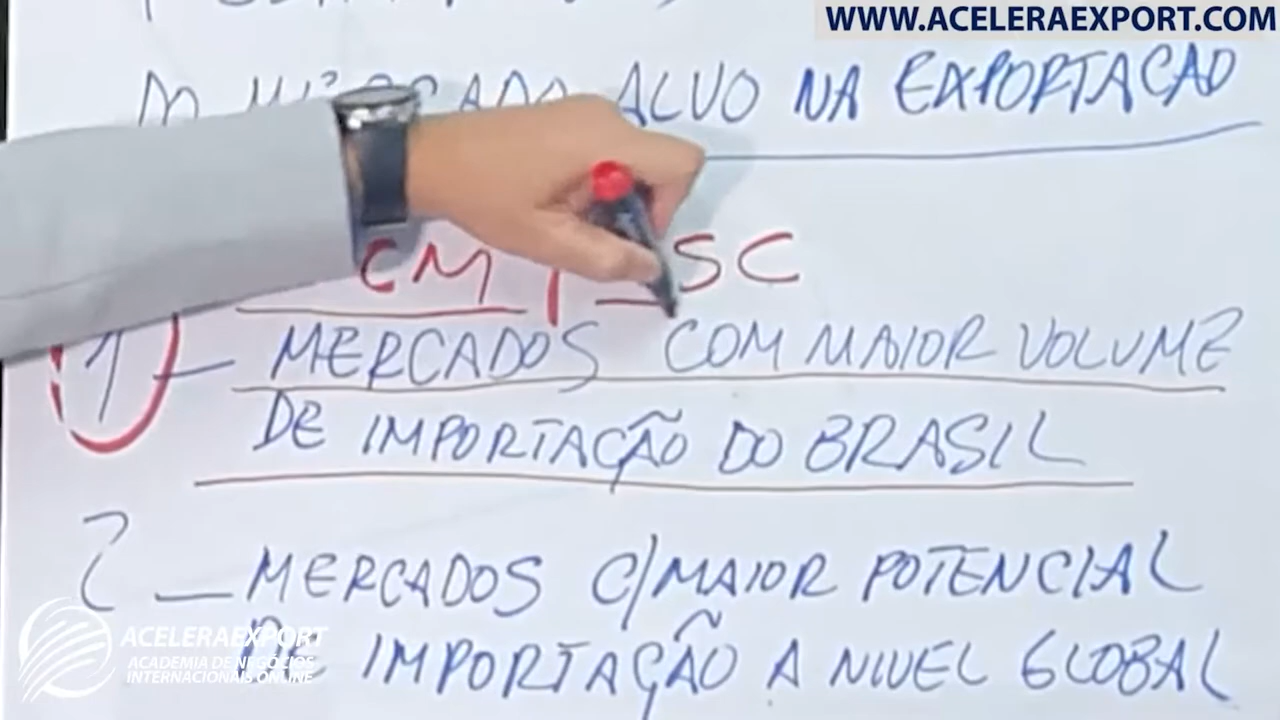 WWW.ACELERAEXPORT.COM
ALVO NA EXPORTAÇÃO
CM SC
1 - MERCADOS COM MAIOR VOLUME
DE IMPORTAÇÃO DO BRASIL
2 - MERCADOS C/MAIOR POTENCIAL
DE IMPORTAÇÃO A NIVEL GLOBAL
ACELERAEXPORT
ACADEMIA DE NEGÓCIOS
INTERNACIONAIS ONLINE